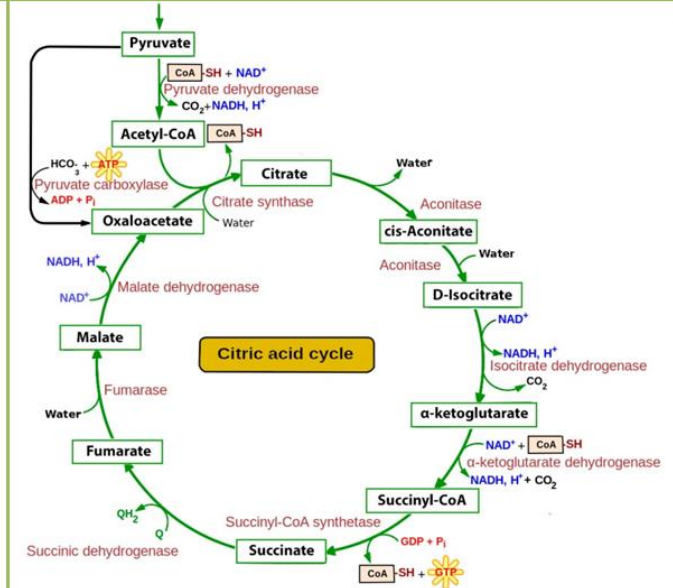 Pyruvate
CoA-SH + NAD⁺
Pyruvate dehydrogenase
CO₂+NADH, H⁺
Acetyl-CoA
CoA-SH
HCO₃⁻ + ATP
Pyruvate carboxylase
ADP + Pᵢ
Oxaloacetate
Citrate synthase
Water
Citrate
Water
Aconitase
cis-Aconitate
Aconitase
Water
D-Isocitrate
NAD⁺
NADH, H⁺
Isocitrate dehydrogenase
CO₂
α-ketoglutarate
NAD⁺ + CoA-SH
α-ketoglutarate dehydrogenase
NADH, H⁺+ CO₂
Succinyl-CoA
Succinyl-CoA synthetase
GDP + Pᵢ
CoA-SH + GTP
Succinate
QH₂
Q
Succinic dehydrogenase
Fumarate
Water
Fumarase
Malate
NAD⁺
Malate dehydrogenase
NADH, H⁺
Citric acid cycle